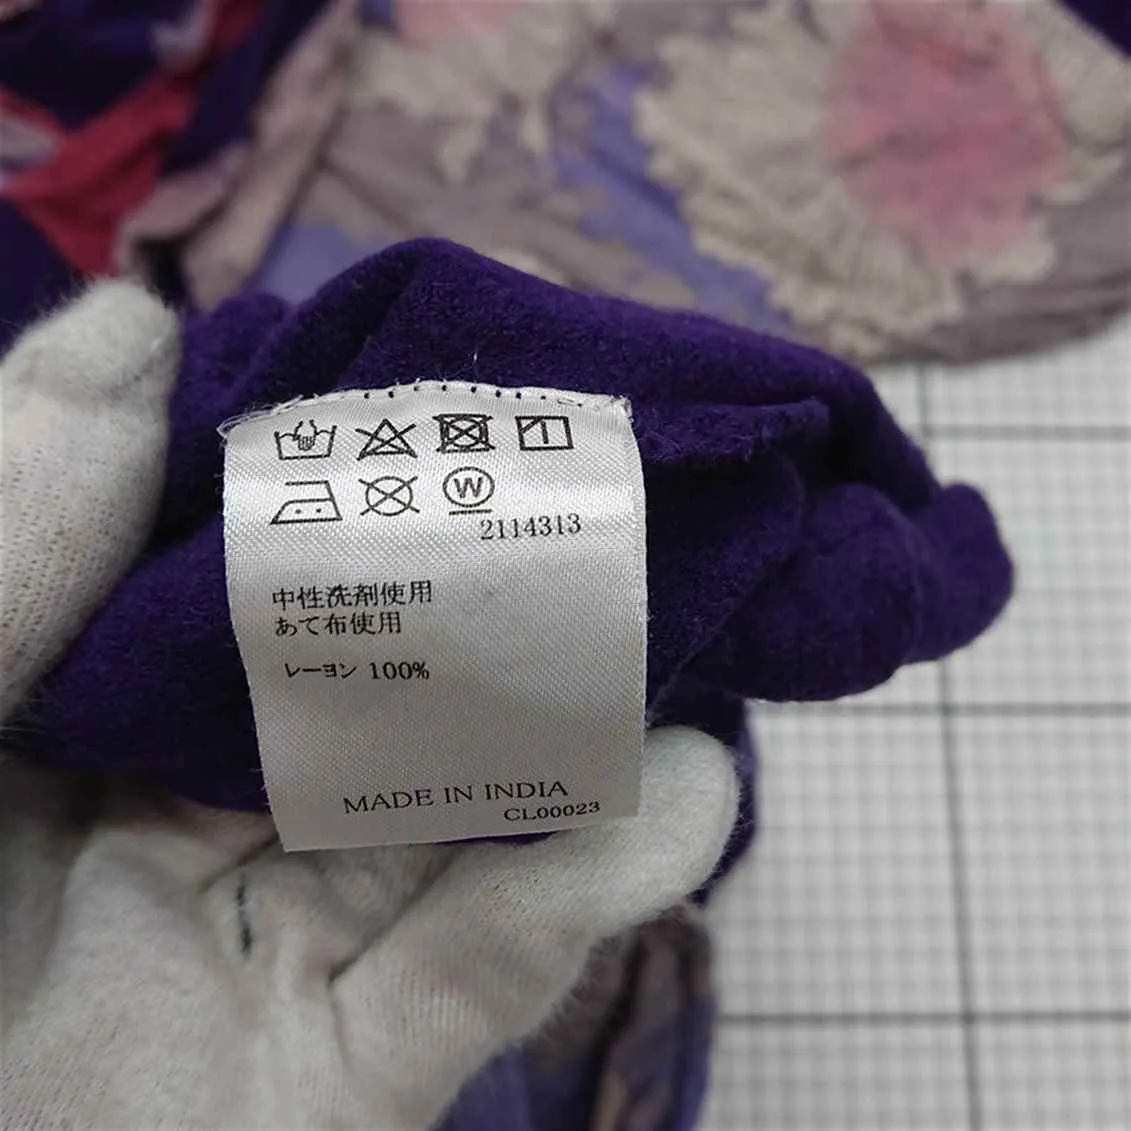 W
2114313
中性洗剤使用
あて布使用
レーヨン 100%
MADE IN INDIA
CL00023